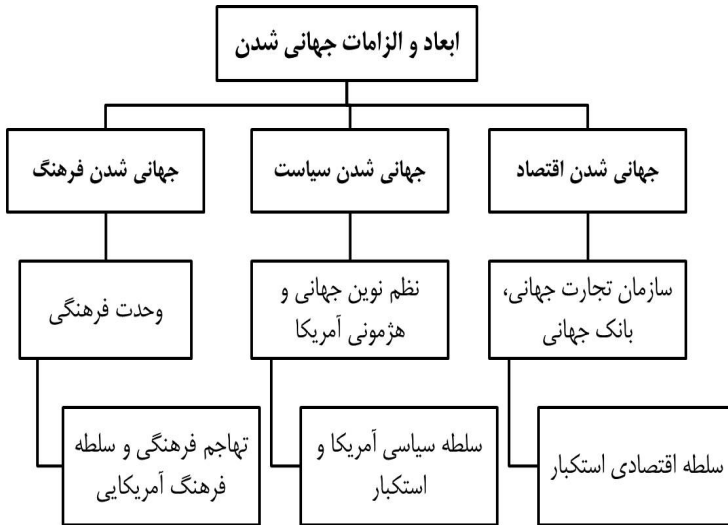 ابعاد و الزامات جهانی شدن
جهانی شدن اقتصاد
جهانی شدن سیاست
جهانی شدن فرهنگ
سازمان تجارت جهانی،
بانک جهانی
نظم نوین جهانی و
هژمونی آمریکا
وحدت فرهنگی
سلطه اقتصادی استکبار
سلطه سیاسی آمریکا و
استکبار
تهاجم فرهنگی و سلطه
فرهنگ آمریکایی